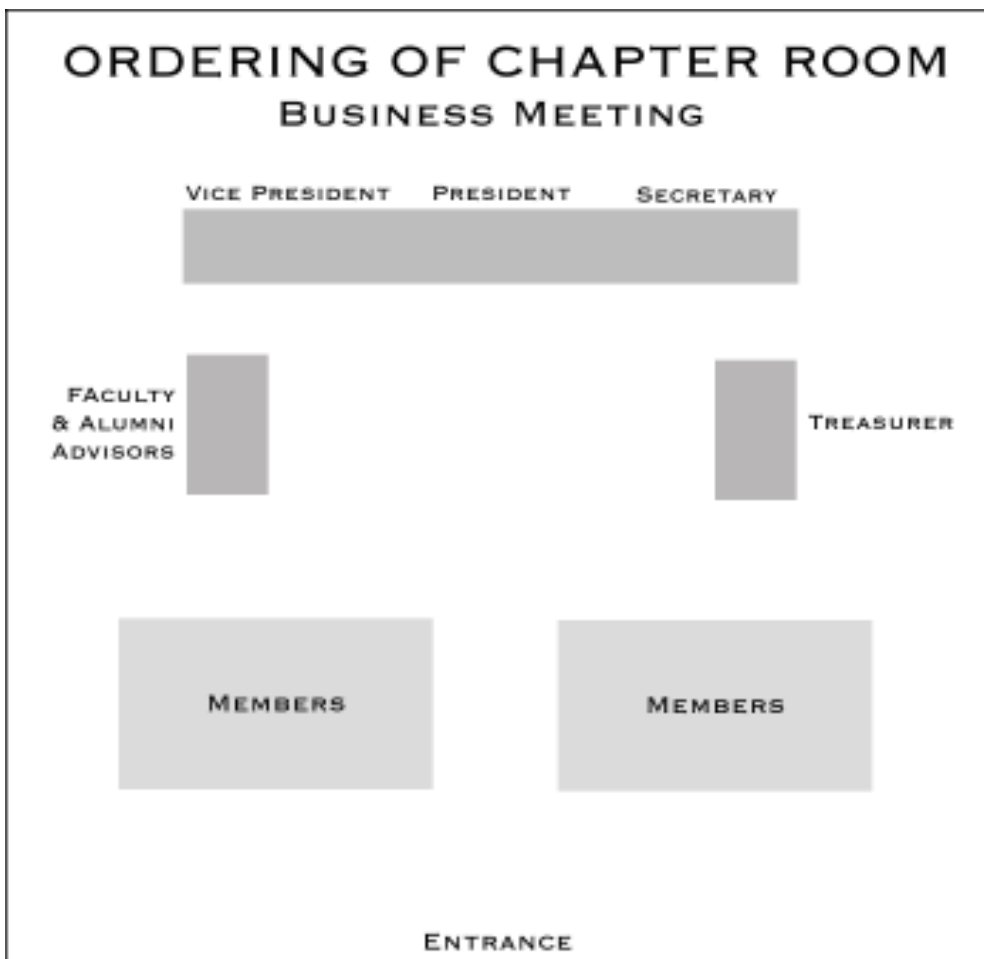 ORDERING OF CHAPTER ROOM
BUSINESS MEETING
VICE PRESIDENT PRESIDENT SECRETARY
FACULTY
& ALUMNI
ADVISORS
TREASURER
MEMBERS MEMBERS
ENTRANCE